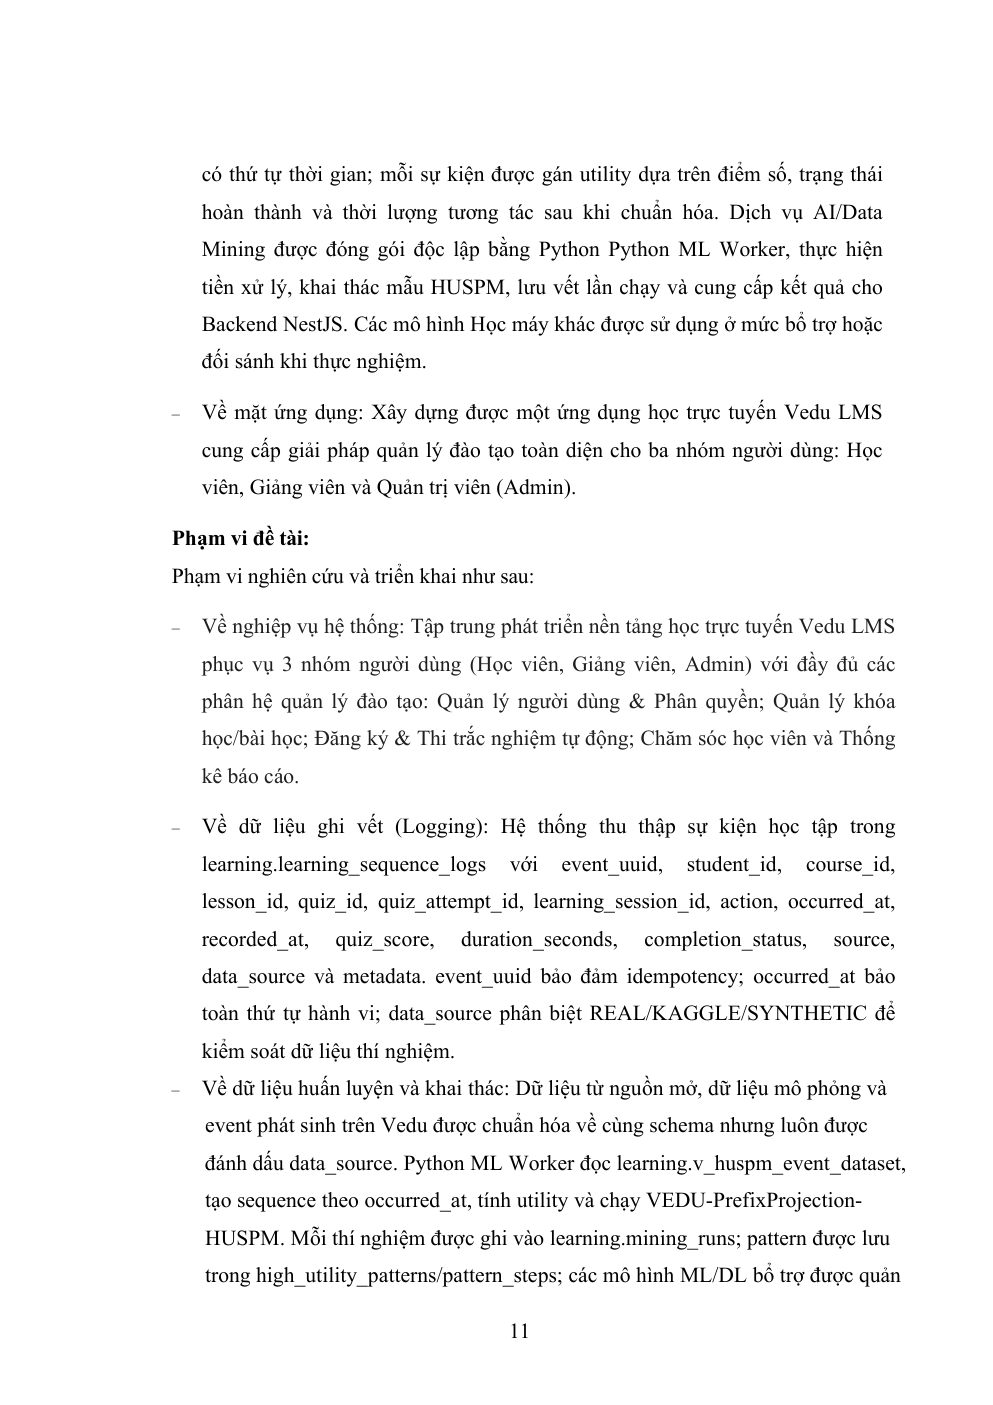 có thứ tự thời gian; mỗi sự kiện được gán utility dựa trên điểm số, trạng thái
hoàn thành và thời lượng tương tác sau khi chuẩn hóa. Dịch vụ AI/Data
Mining được đóng gói độc lập bằng Python Python ML Worker, thực hiện
tiền xử lý, khai thác mẫu HUSPM, lưu vết lần chạy và cung cấp kết quả cho
Backend NestJS. Các mô hình Học máy khác được sử dụng ở mức bổ trợ hoặc
đối sánh khi thực nghiệm.
– Về mặt ứng dụng: Xây dựng được một ứng dụng học trực tuyến Vedu LMS
cung cấp giải pháp quản lý đào tạo toàn diện cho ba nhóm người dùng: Học
viên, Giảng viên và Quản trị viên (Admin).
Phạm vi đề tài:
Phạm vi nghiên cứu và triển khai như sau:
– Về nghiệp vụ hệ thống: Tập trung phát triển nền tảng học trực tuyến Vedu LMS
phục vụ 3 nhóm người dùng (Học viên, Giảng viên, Admin) với đầy đủ các
phân hệ quản lý đào tạo: Quản lý người dùng & Phân quyền; Quản lý khóa
học/bài học; Đăng ký & Thi trắc nghiệm tự động; Chăm sóc học viên và Thống
kê báo cáo.
– Về dữ liệu ghi vết (Logging): Hệ thống thu thập sự kiện học tập trong
learning.learning_sequence_logs với event_uuid, student_id, course_id,
lesson_id, quiz_id, quiz_attempt_id, learning_session_id, action, occurred_at,
recorded_at, quiz_score, duration_seconds, completion_status, source,
data_source và metadata. event_uuid bảo đảm idempotency; occurred_at bảo
toàn thứ tự hành vi; data_source phân biệt REAL/KAGGLE/SYNTHETIC để
kiểm soát dữ liệu thí nghiệm.
– Về dữ liệu huấn luyện và khai thác: Dữ liệu từ nguồn mở, dữ liệu mô phỏng và
event phát sinh trên Vedu được chuẩn hóa về cùng schema nhưng luôn được
đánh dấu data_source. Python ML Worker đọc learning.v_huspm_event_dataset,
tạo sequence theo occurred_at, tính utility và chạy VEDU-PrefixProjection-
HUSPM. Mỗi thí nghiệm được ghi vào learning.mining_runs; pattern được lưu
trong high_utility_patterns/pattern_steps; các mô hình ML/DL bổ trợ được quản
11